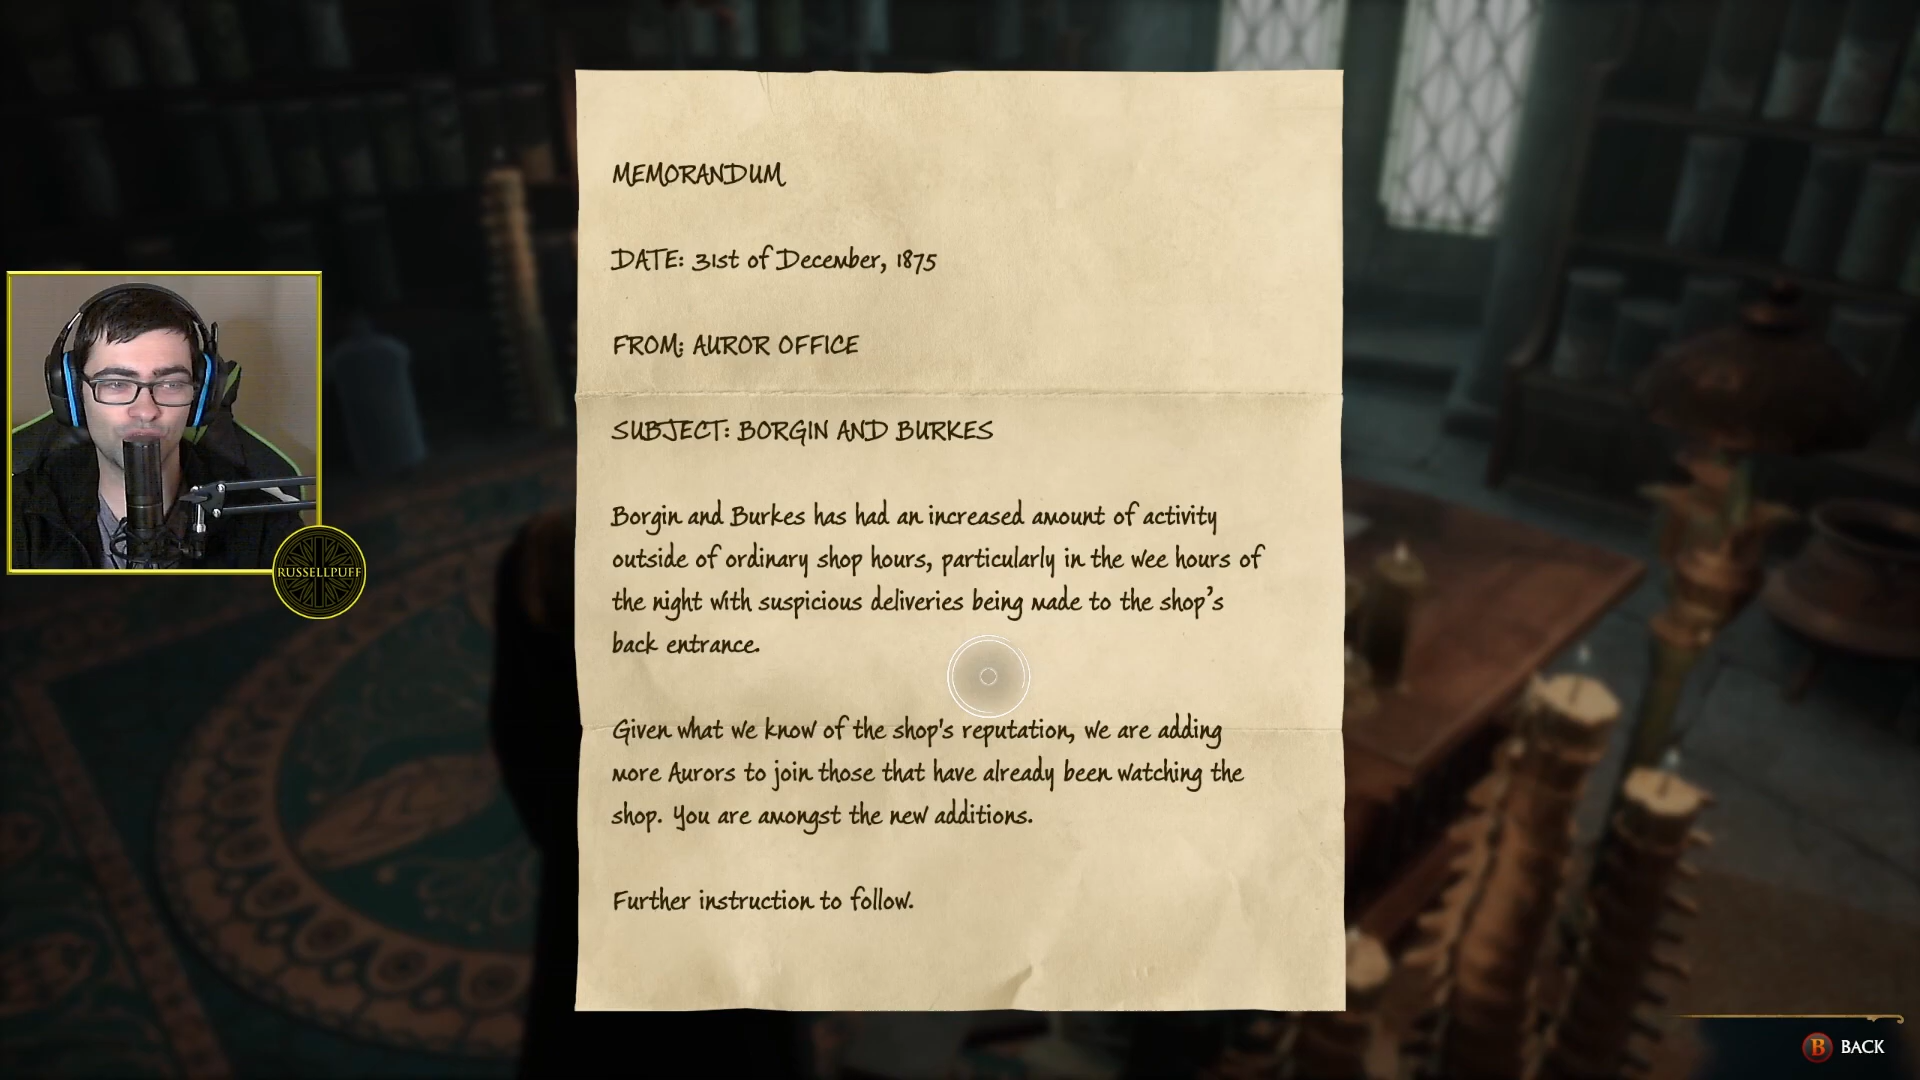 MEMORANDUM
DATE: 31st of December, 1875
FROM: AUROR OFFICE
SUBJECT: BORGIN AND BURKES
Borgin and Burkes has had an increased amount of activity
outside of ordinary shop hours, particularly in the wee hours of
the night with suspicious deliveries being made to the shop’s
back entrance.
Given what we know of the shop's reputation, we are adding
more Aurors to join those that have already been watching the
shop. You are amongst the new additions.
Further instruction to follow.
RUSSELLPUFF
B BACK